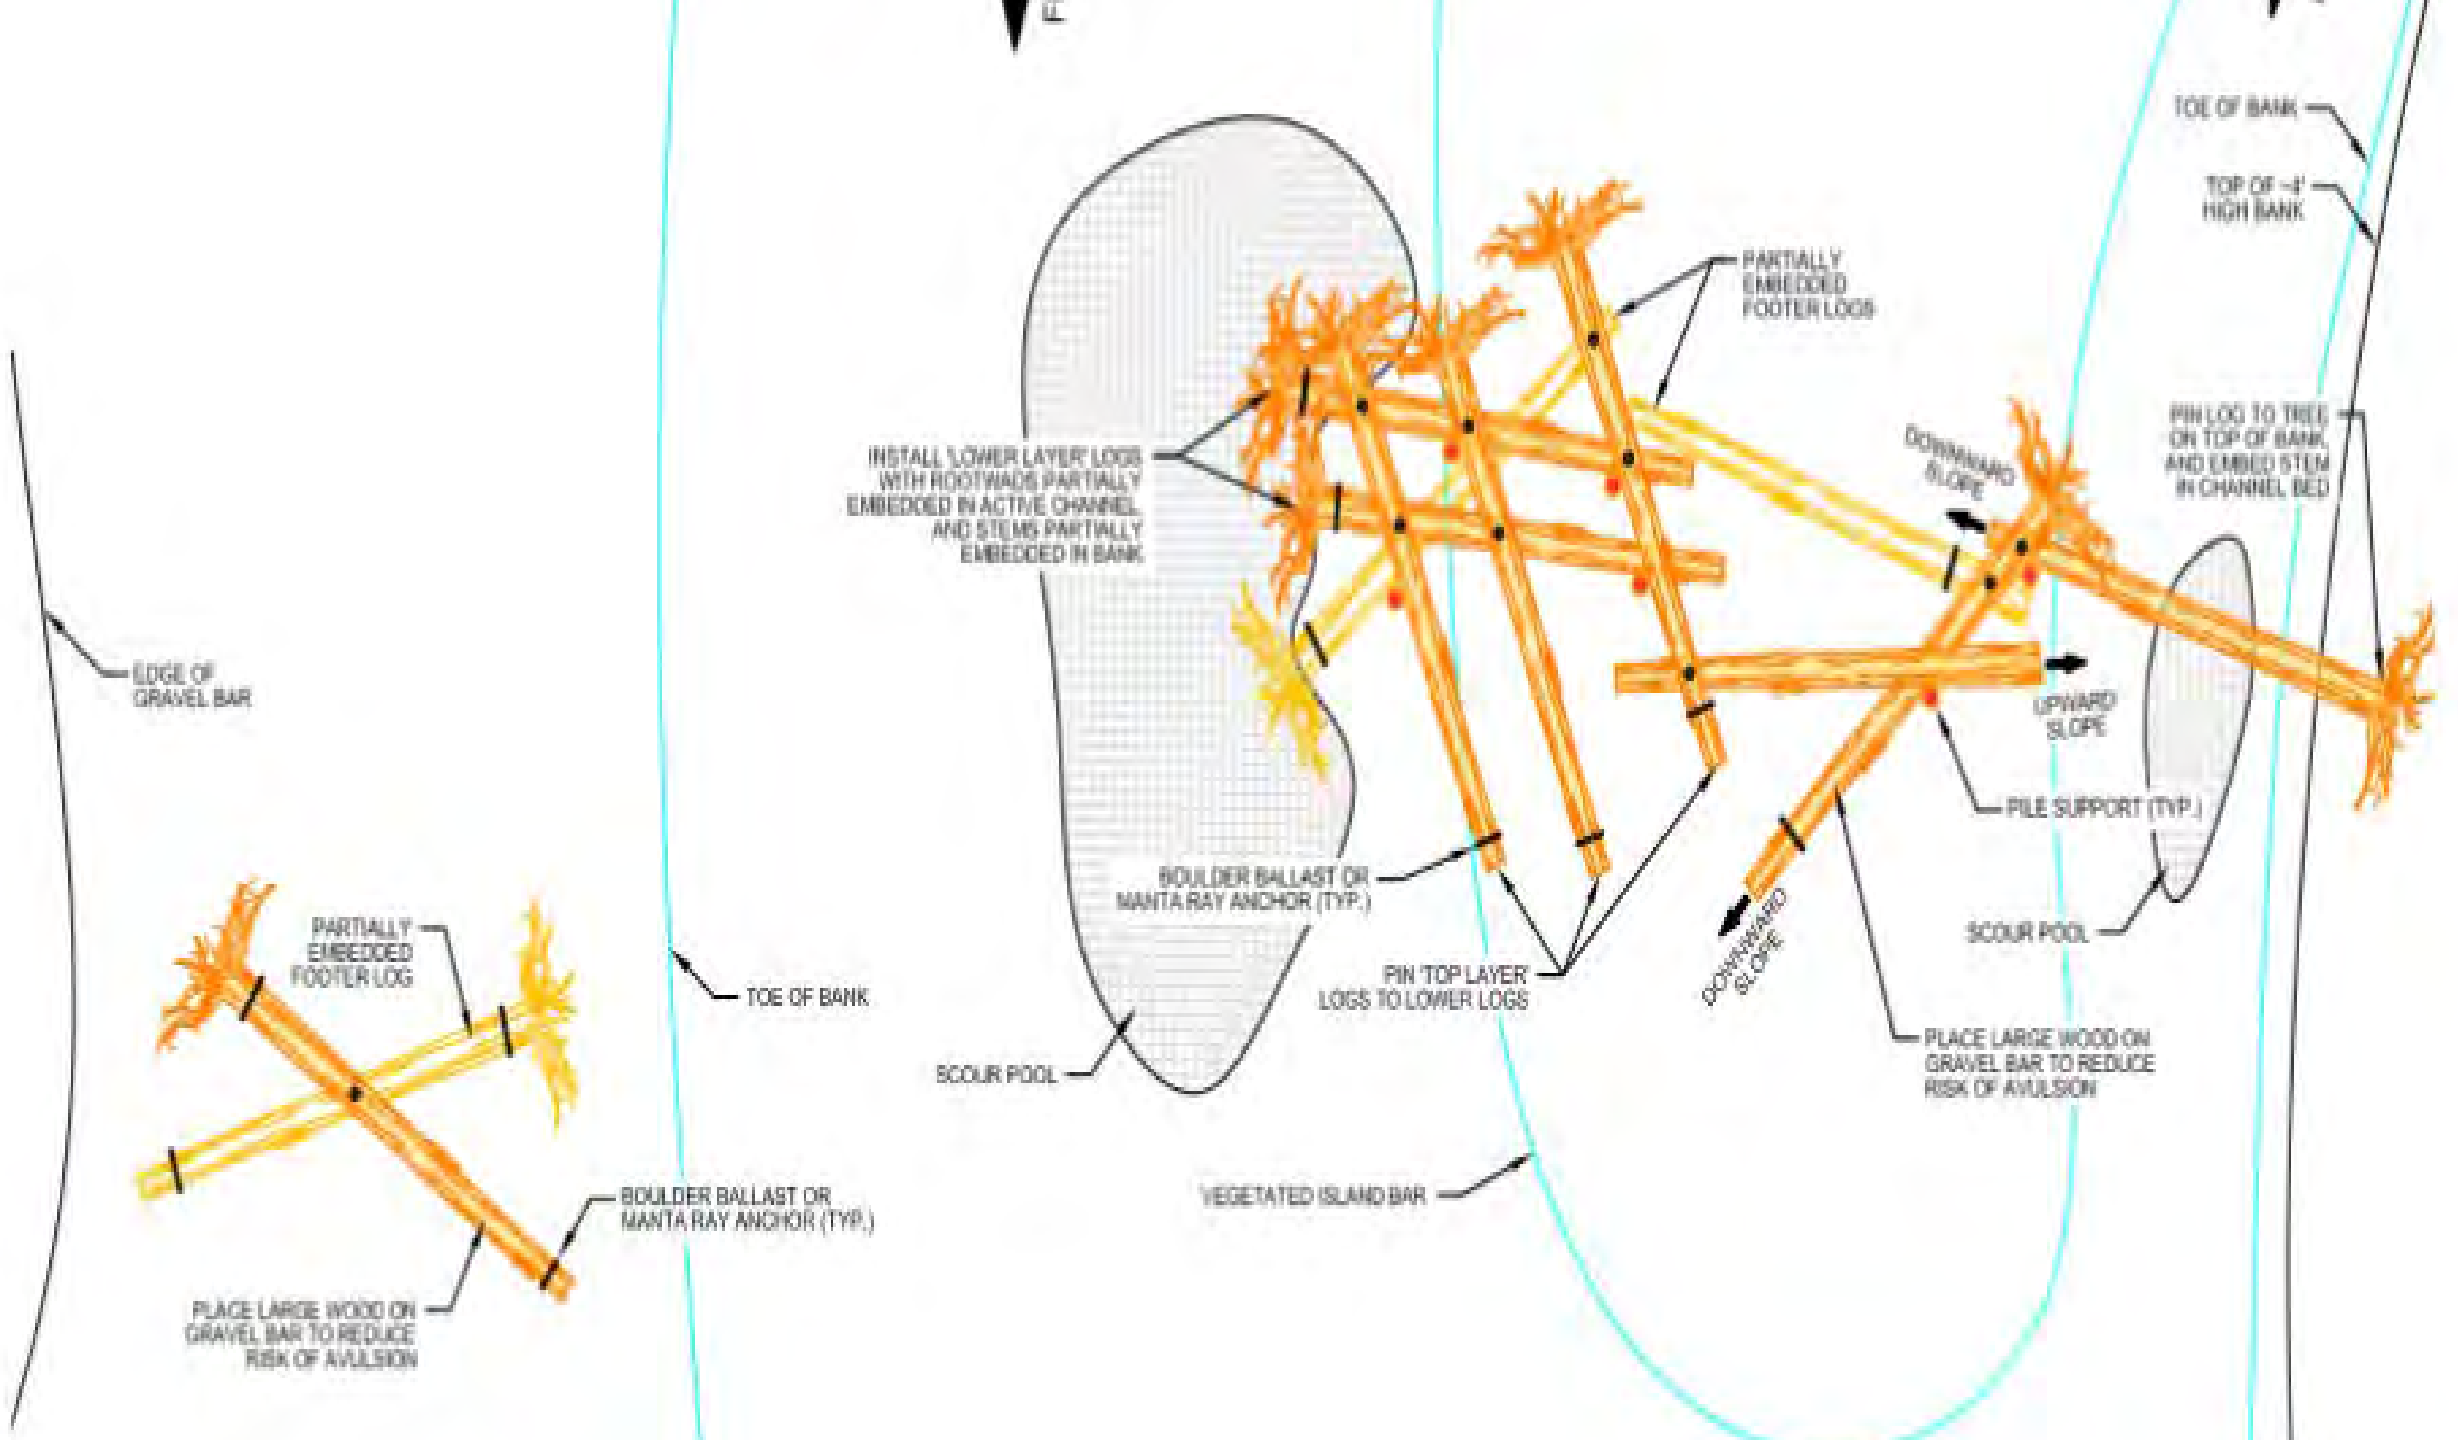 F
TOE OF BANK
TOP OF ~4'
HIGH BANK
PARTIALLY
EMBEDDED
FOOTER LOGS
PIN LOG TO TREE
ON TOP OF BANK,
AND EMBED STEM
IN CHANNEL BED
DOWNWARD
SLOPE
INSTALL 'LOWER LAYER' LOGS
WITH ROOTWADS PARTIALLY
EMBEDDED IN ACTIVE CHANNEL,
AND STEMS PARTIALLY
EMBEDDED IN BANK
EDGE OF
GRAVEL BAR
UPWARD
SLOPE
PILE SUPPORT (TYP.)
BOULDER BALLAST OR
MANTA RAY ANCHOR (TYP.)
SCOUR POOL
PARTIALLY
EMBEDDED
FOOTER LOG
DOWNWARD
SLOPE
PIN 'TOP LAYER'
LOGS TO LOWER LOGS
TOE OF BANK
PLACE LARGE WOOD ON
GRAVEL BAR TO REDUCE
RISK OF AVULSION
SCOUR POOL
VEGETATED ISLAND BAR
BOULDER BALLAST OR
MANTA RAY ANCHOR (TYP.)
PLACE LARGE WOOD ON
GRAVEL BAR TO REDUCE
RISK OF AVULSION